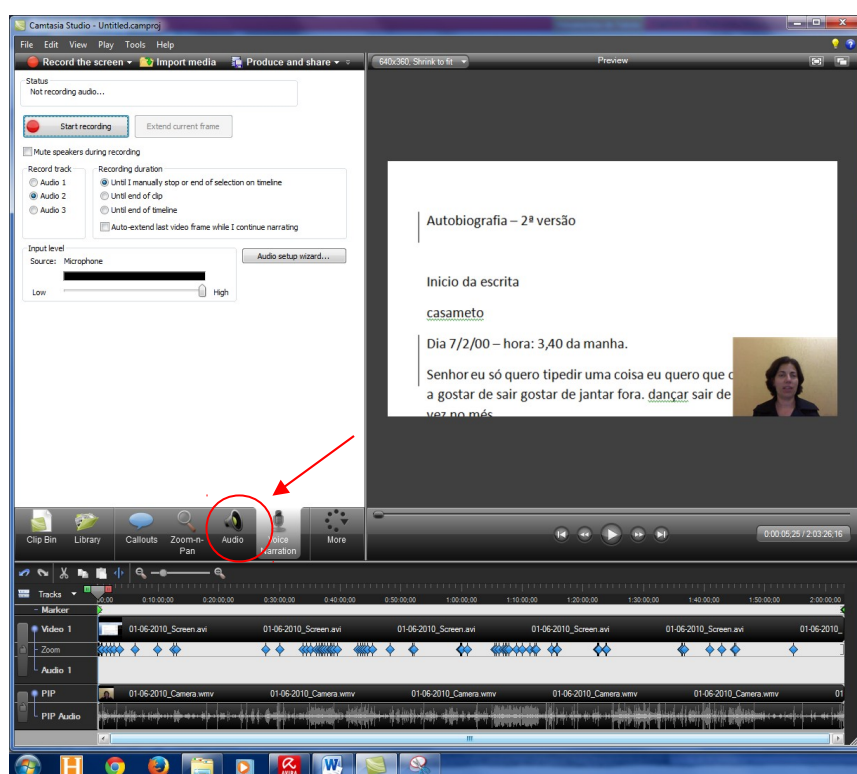 Camtasia Studio - Untitled.camproj
File Edit View Play Tools Help
Record the screen Import media Produce and share
640x360, Shrink to fit Preview
Status
Not recording audio...
Start recording Extend current frame
Mute speakers during recording
Record track Recording duration
Audio 1 Until I manually stop or end of selection on timeline
Audio 2 Until end of clip
Audio 3 Until end of timeline
Auto-extend last video frame while I continue narrating
Input level
Source: Microphone Audio setup wizard...
Low High
Autobiografia – 2ª versão
Inicio da escrita
casameto
Dia 7/2/00 – hora: 3,40 da manha.
Senhor eu só quero tipedir uma coisa eu quero que
a gostar de sair gostar de jantar fora. dançar sair de
vez no més
Clip Bin Library Callouts Zoom-n-Pan Audio Voice Narration More
0:00:05;25 / 2:03:26;16
Tracks 00:00 0:10:00;00 0:20:00;00 0:30:00;00 0:40:00;00 0:50:00;00 1:00:00;00 1:10:00;00 1:20:00;00 1:30:00;00 1:40:00;00 1:50:00;00 2:00:00;00
Marker
Video 1 01-06-2010_Screen.avi 01-06-2010_Screen.avi 01-06-2010_Screen.avi 01-06-2010_Screen.avi 01-06-2010_Screen.avi 01-06-2010_
Zoom
Audio 1
PIP 01-06-2010_Camera.wmv 01-06-2010_Camera.wmv 01-06-2010_Camera.wmv 01-06-2010_Camera.wmv 01-06-2010_Camera.wmv 01
PIP Audio
H W